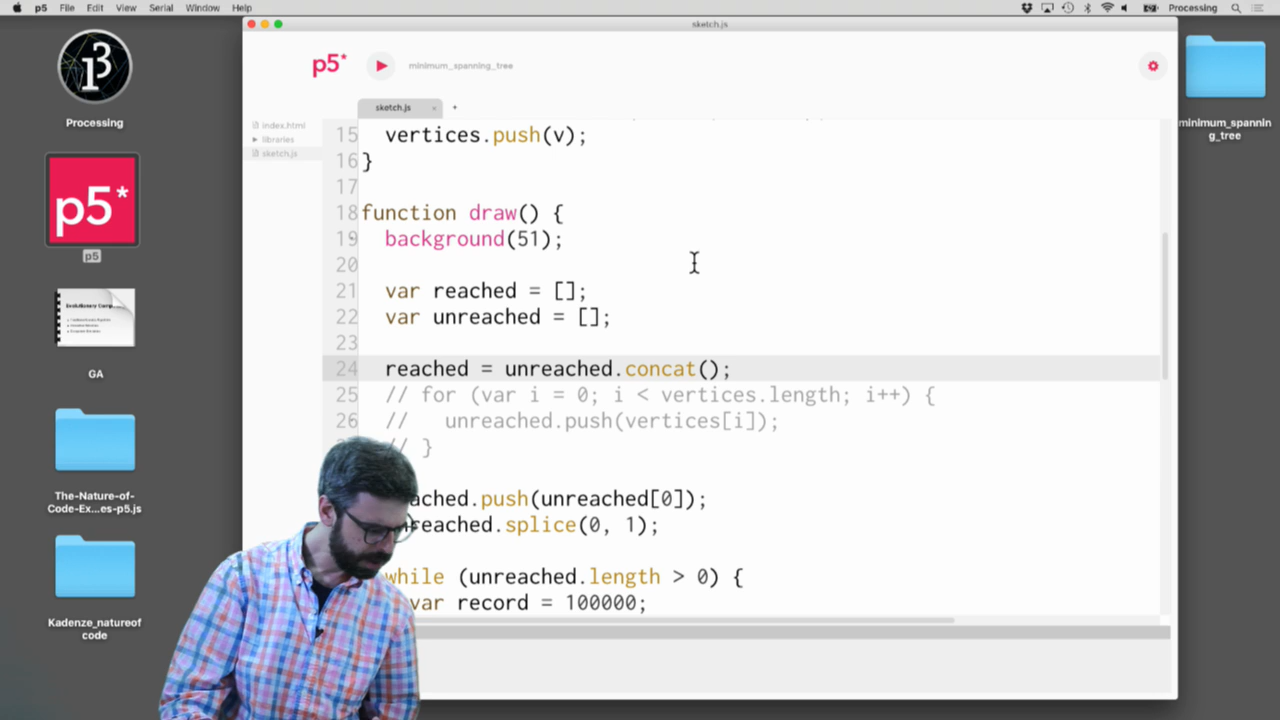 p5 File Edit View Serial Window Help
Processing
sketch.js
p5*
minimum_spanning_tree
sketch.js
+
index.html
libraries
sketch.js
15 vertices.push(v);
16 }
17
18 function draw() {
19 background(51);
20
21 var reached = [];
22 var unreached = [];
23
24 reached = unreached.concat();
25 // for (var i = 0; i < vertices.length; i++) {
26 // unreached.push(vertices[i]);
// }
ached.push(unreached[0]);
reached.splice(0, 1);
while (unreached.length > 0) {
var record = 100000;
Processing
p5*
p5
GA
The-Nature-of-
Code-Ex...es-p5.js
Kadenze_natureof
code
minimum_spannin
g_tree